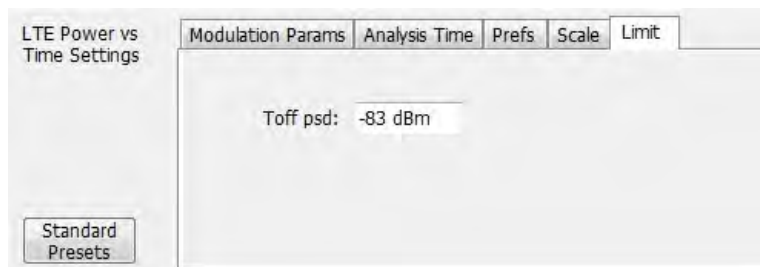 LTE Power vs
Time Settings
Modulation Params Analysis Time Prefs Scale Limit
Toff psd: -83 dBm
Standard
Presets